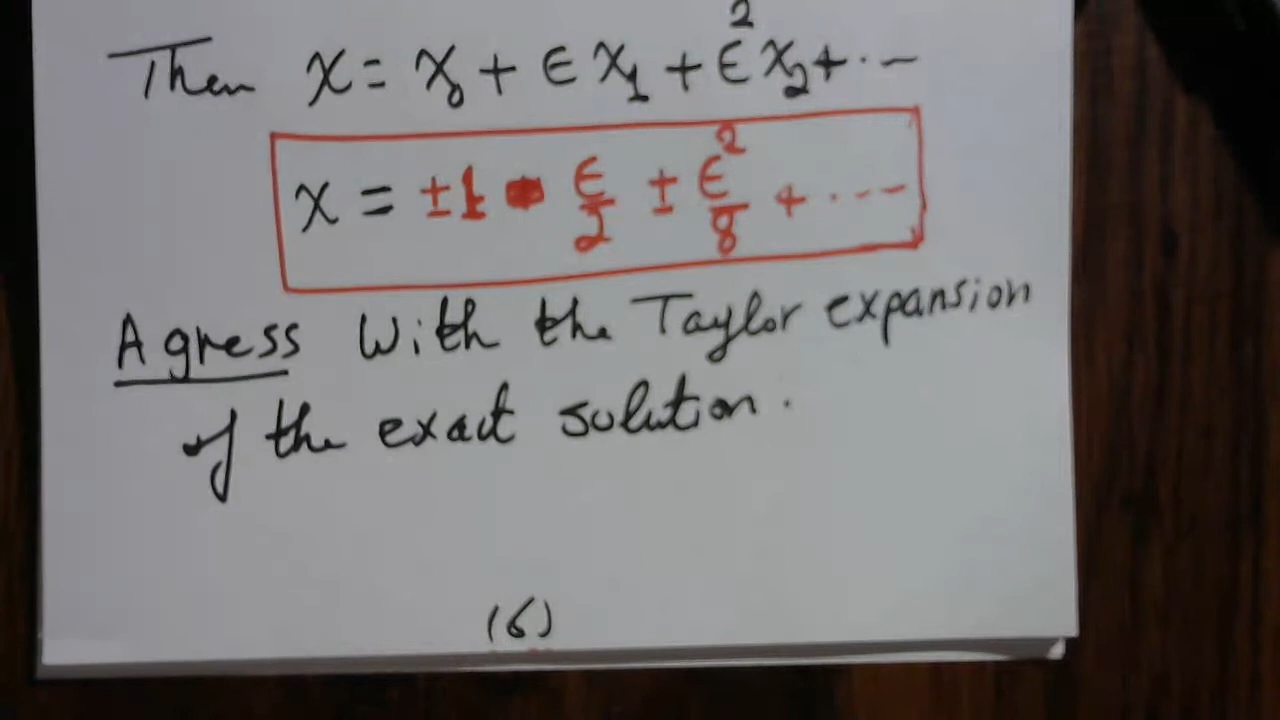 Then x = x₀ + ϵ x₁ + ϵ² x₂ + ...
x = ±1 - ϵ/2 ± ϵ²/8 + ...
Agress With the Taylor expansion
of the exact solution.
(6)